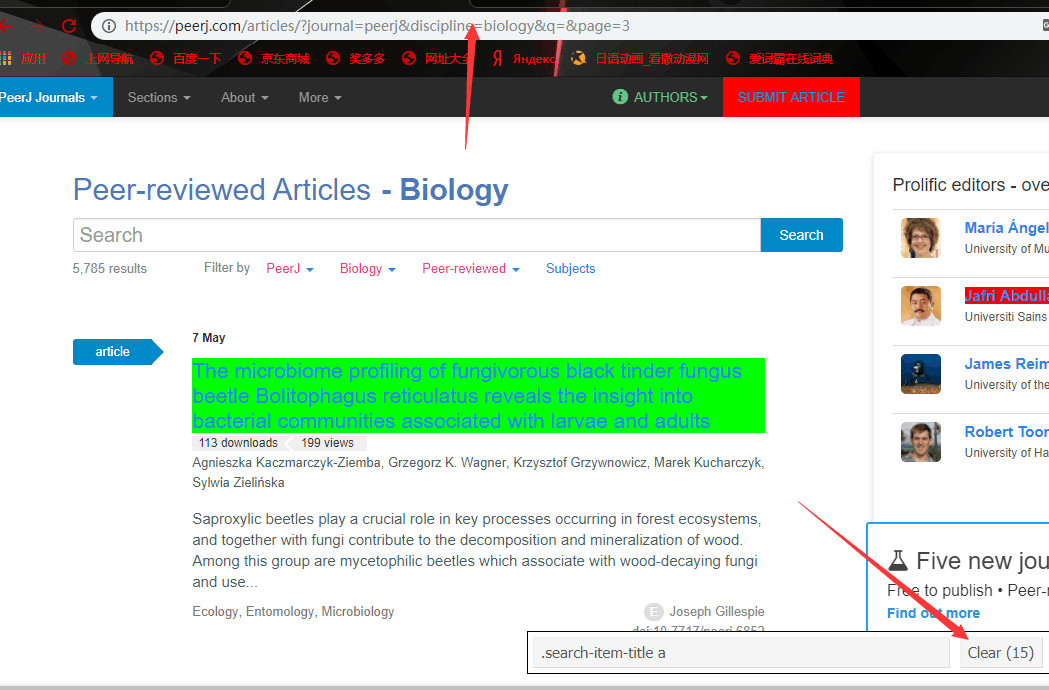 https://peerj.com/articles/?journal=peerj&discipline=biology&q=&page=3
应用 上网导航 百度一下 京东商城 奖多多 网址大全 Яндекс 日语动画_看撒动漫网 爱词霸在线词典
PeerJ Journals Sections About More AUTHORS SUBMIT ARTICLE
Peer-reviewed Articles - Biology
Search Search
5,785 results Filter by PeerJ Biology Peer-reviewed Subjects
7 May
article
The microbiome profiling of fungivorous black tinder fungus
beetle Bolitophagus reticulatus reveals the insight into
bacterial communities associated with larvae and adults
113 downloads 199 views
Agnieszka Kaczmarczyk-Ziemba, Grzegorz K. Wagner, Krzysztof Grzywnowicz, Marek Kucharczyk,
Sylwia Zielińska
Saproxylic beetles play a crucial role in key processes occurring in forest ecosystems,
and together with fungi contribute to the decomposition and mineralization of wood.
Among this group are mycetophilic beetles which associate with wood-decaying fungi
and use...
Ecology, Entomology, Microbiology
E Joseph Gillespie
doi:10.7717/peerj.6852
Prolific editors - ove
María Ángel
University of Mu
Jafri Abdulla
Universiti Sains
James Reim
University of the
Robert Toon
University of Ha
Five new jou
Free to publish • Peer-r
Find out more
.search-item-title a
Clear (15)